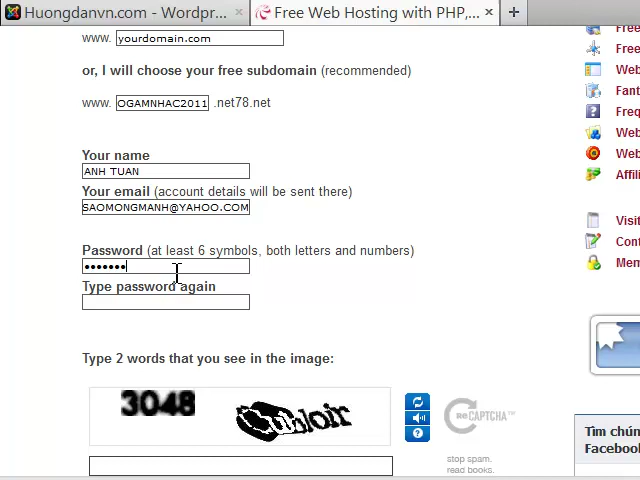 Huongdanvn.com - Wordpr... ×
Free Web Hosting with PHP,... × +
www. yourdomain.com
or, I will choose your free subdomain (recommended)
www. OGAMNHAC2011 .net78.net
Your name
ANH TUAN
Your email (account details will be sent there)
SAOMONGMANH@YAHOO.COM
Password (at least 6 symbols, both letters and numbers)
•••••••
Type password again
Type 2 words that you see in the image:
3048
reCAPTCHA™
stop spam.
read books.
Free
Free
Web
Fant
Freq
Web
Web
Affili
Visit
Cont
Mem
Tìm chún
Facebook